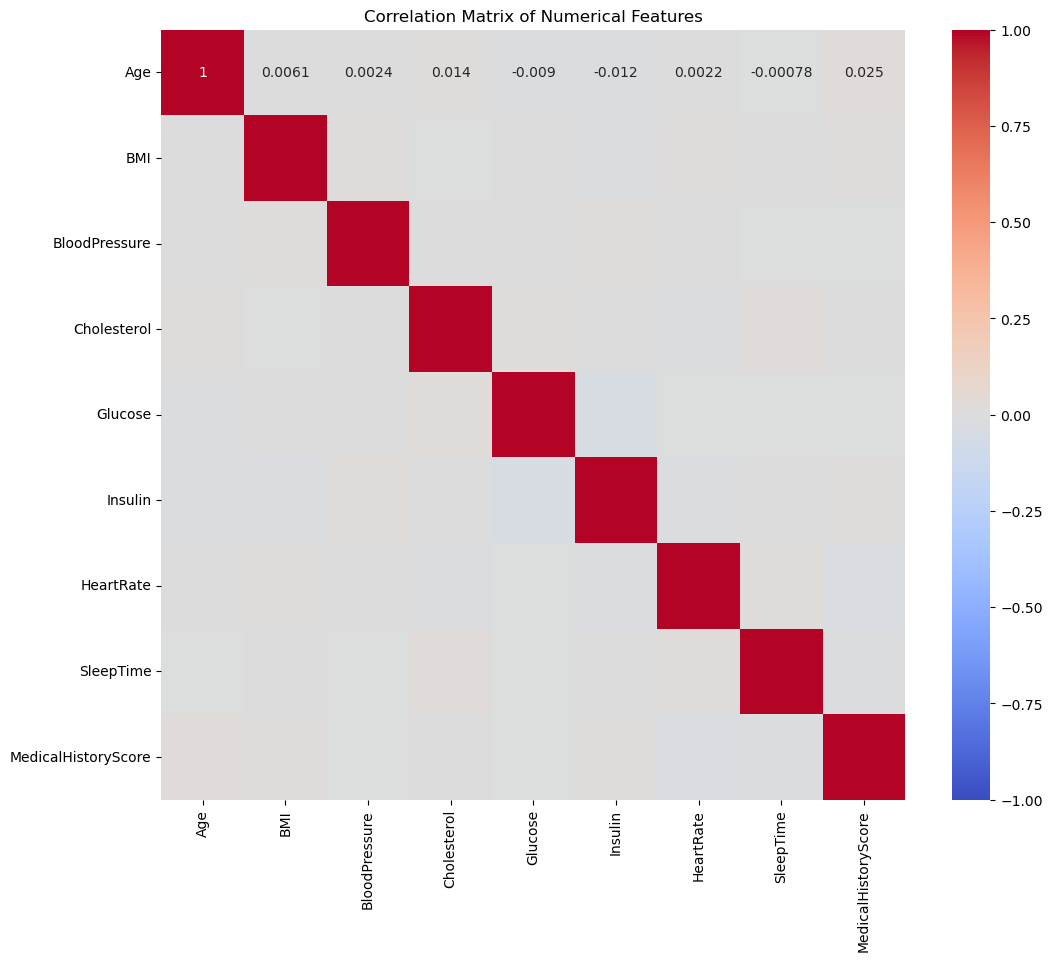 Correlation Matrix of Numerical Features
Age
1 0.0061 0.0024 0.014 -0.009 -0.012 0.0022 -0.00078 0.025
BMI
BloodPressure
Cholesterol
Glucose
Insulin
HeartRate
SleepTime
MedicalHistoryScore
Age
BMI
BloodPressure
Cholesterol
Glucose
Insulin
HeartRate
SleepTime
MedicalHistoryScore
1.00
0.75
0.50
0.25
0.00
−0.25
−0.50
−0.75
−1.00